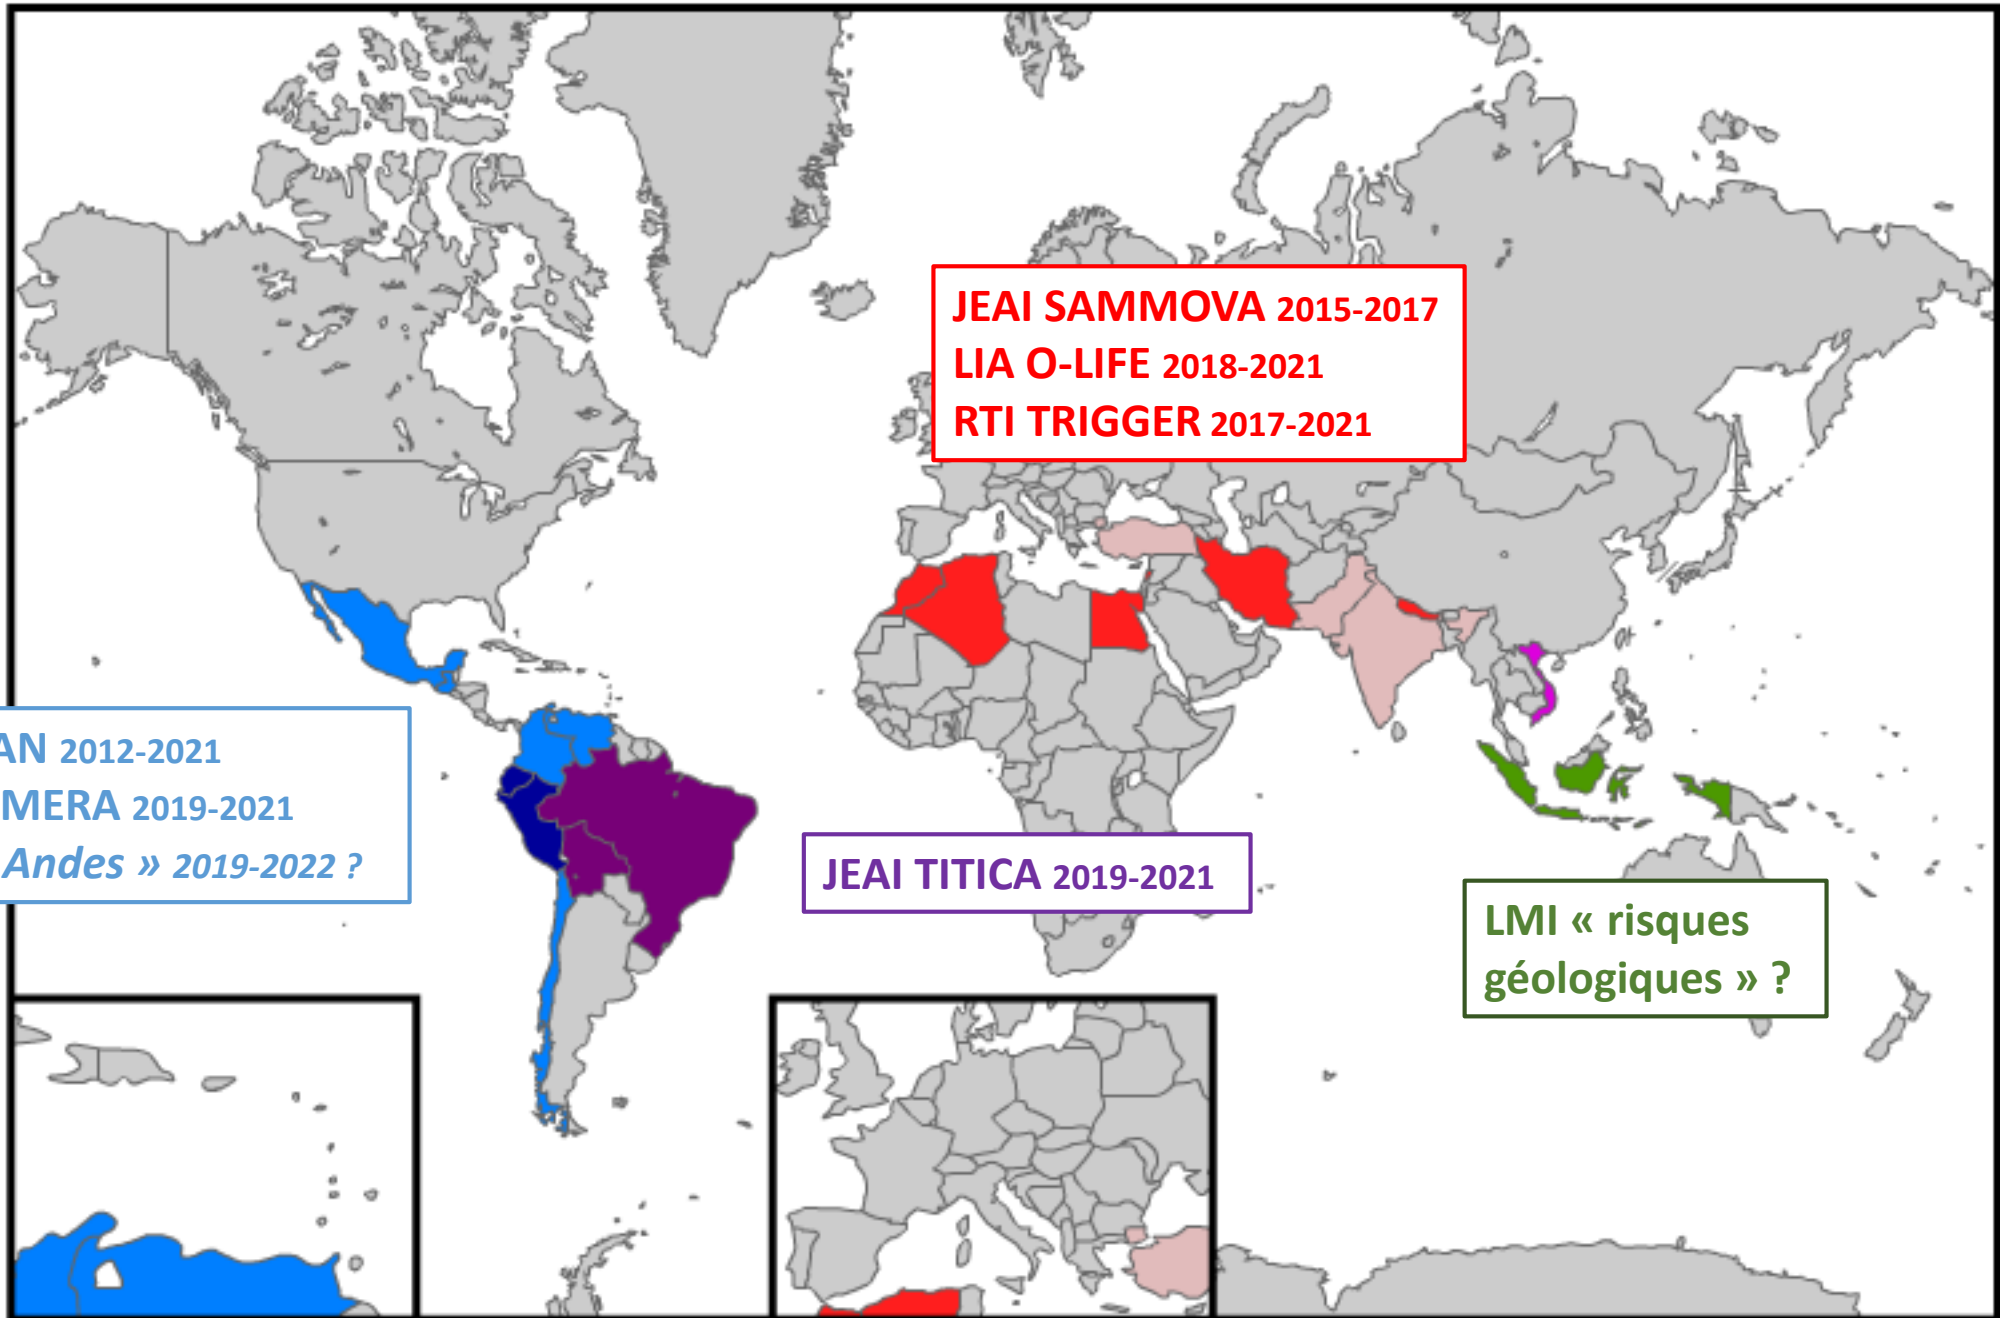 JEAI SAMMOVA 2015-2017
LIA O-LIFE 2018-2021
RTI TRIGGER 2017-2021
AN 2012-2021
MERA 2019-2021
Andes » 2019-2022 ?
JEAI TITICA 2019-2021
LMI « risques
géologiques » ?